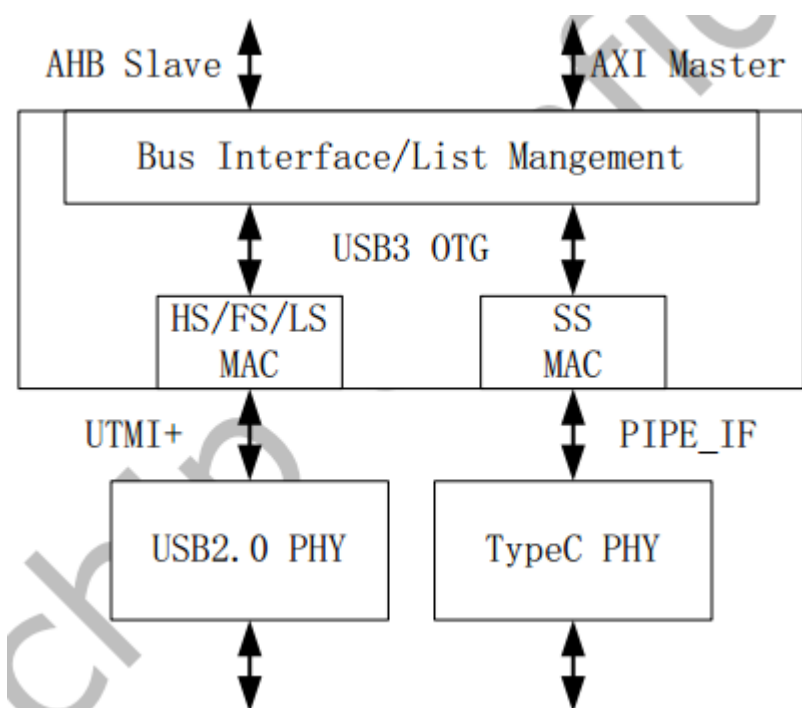 AHB Slave
AXI Master
Bus Interface/List Mangement
USB3 OTG
HS/FS/LS
MAC
SS
MAC
UTMI+
PIPE_IF
USB2.0 PHY
TypeC PHY